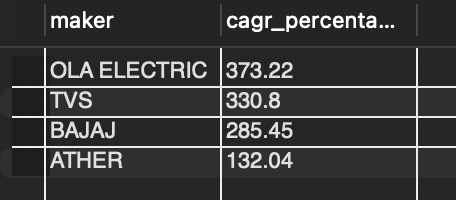 maker cagr_percenta...
OLA ELECTRIC 373.22
TVS 330.8
BAJAJ 285.45
ATHER 132.04